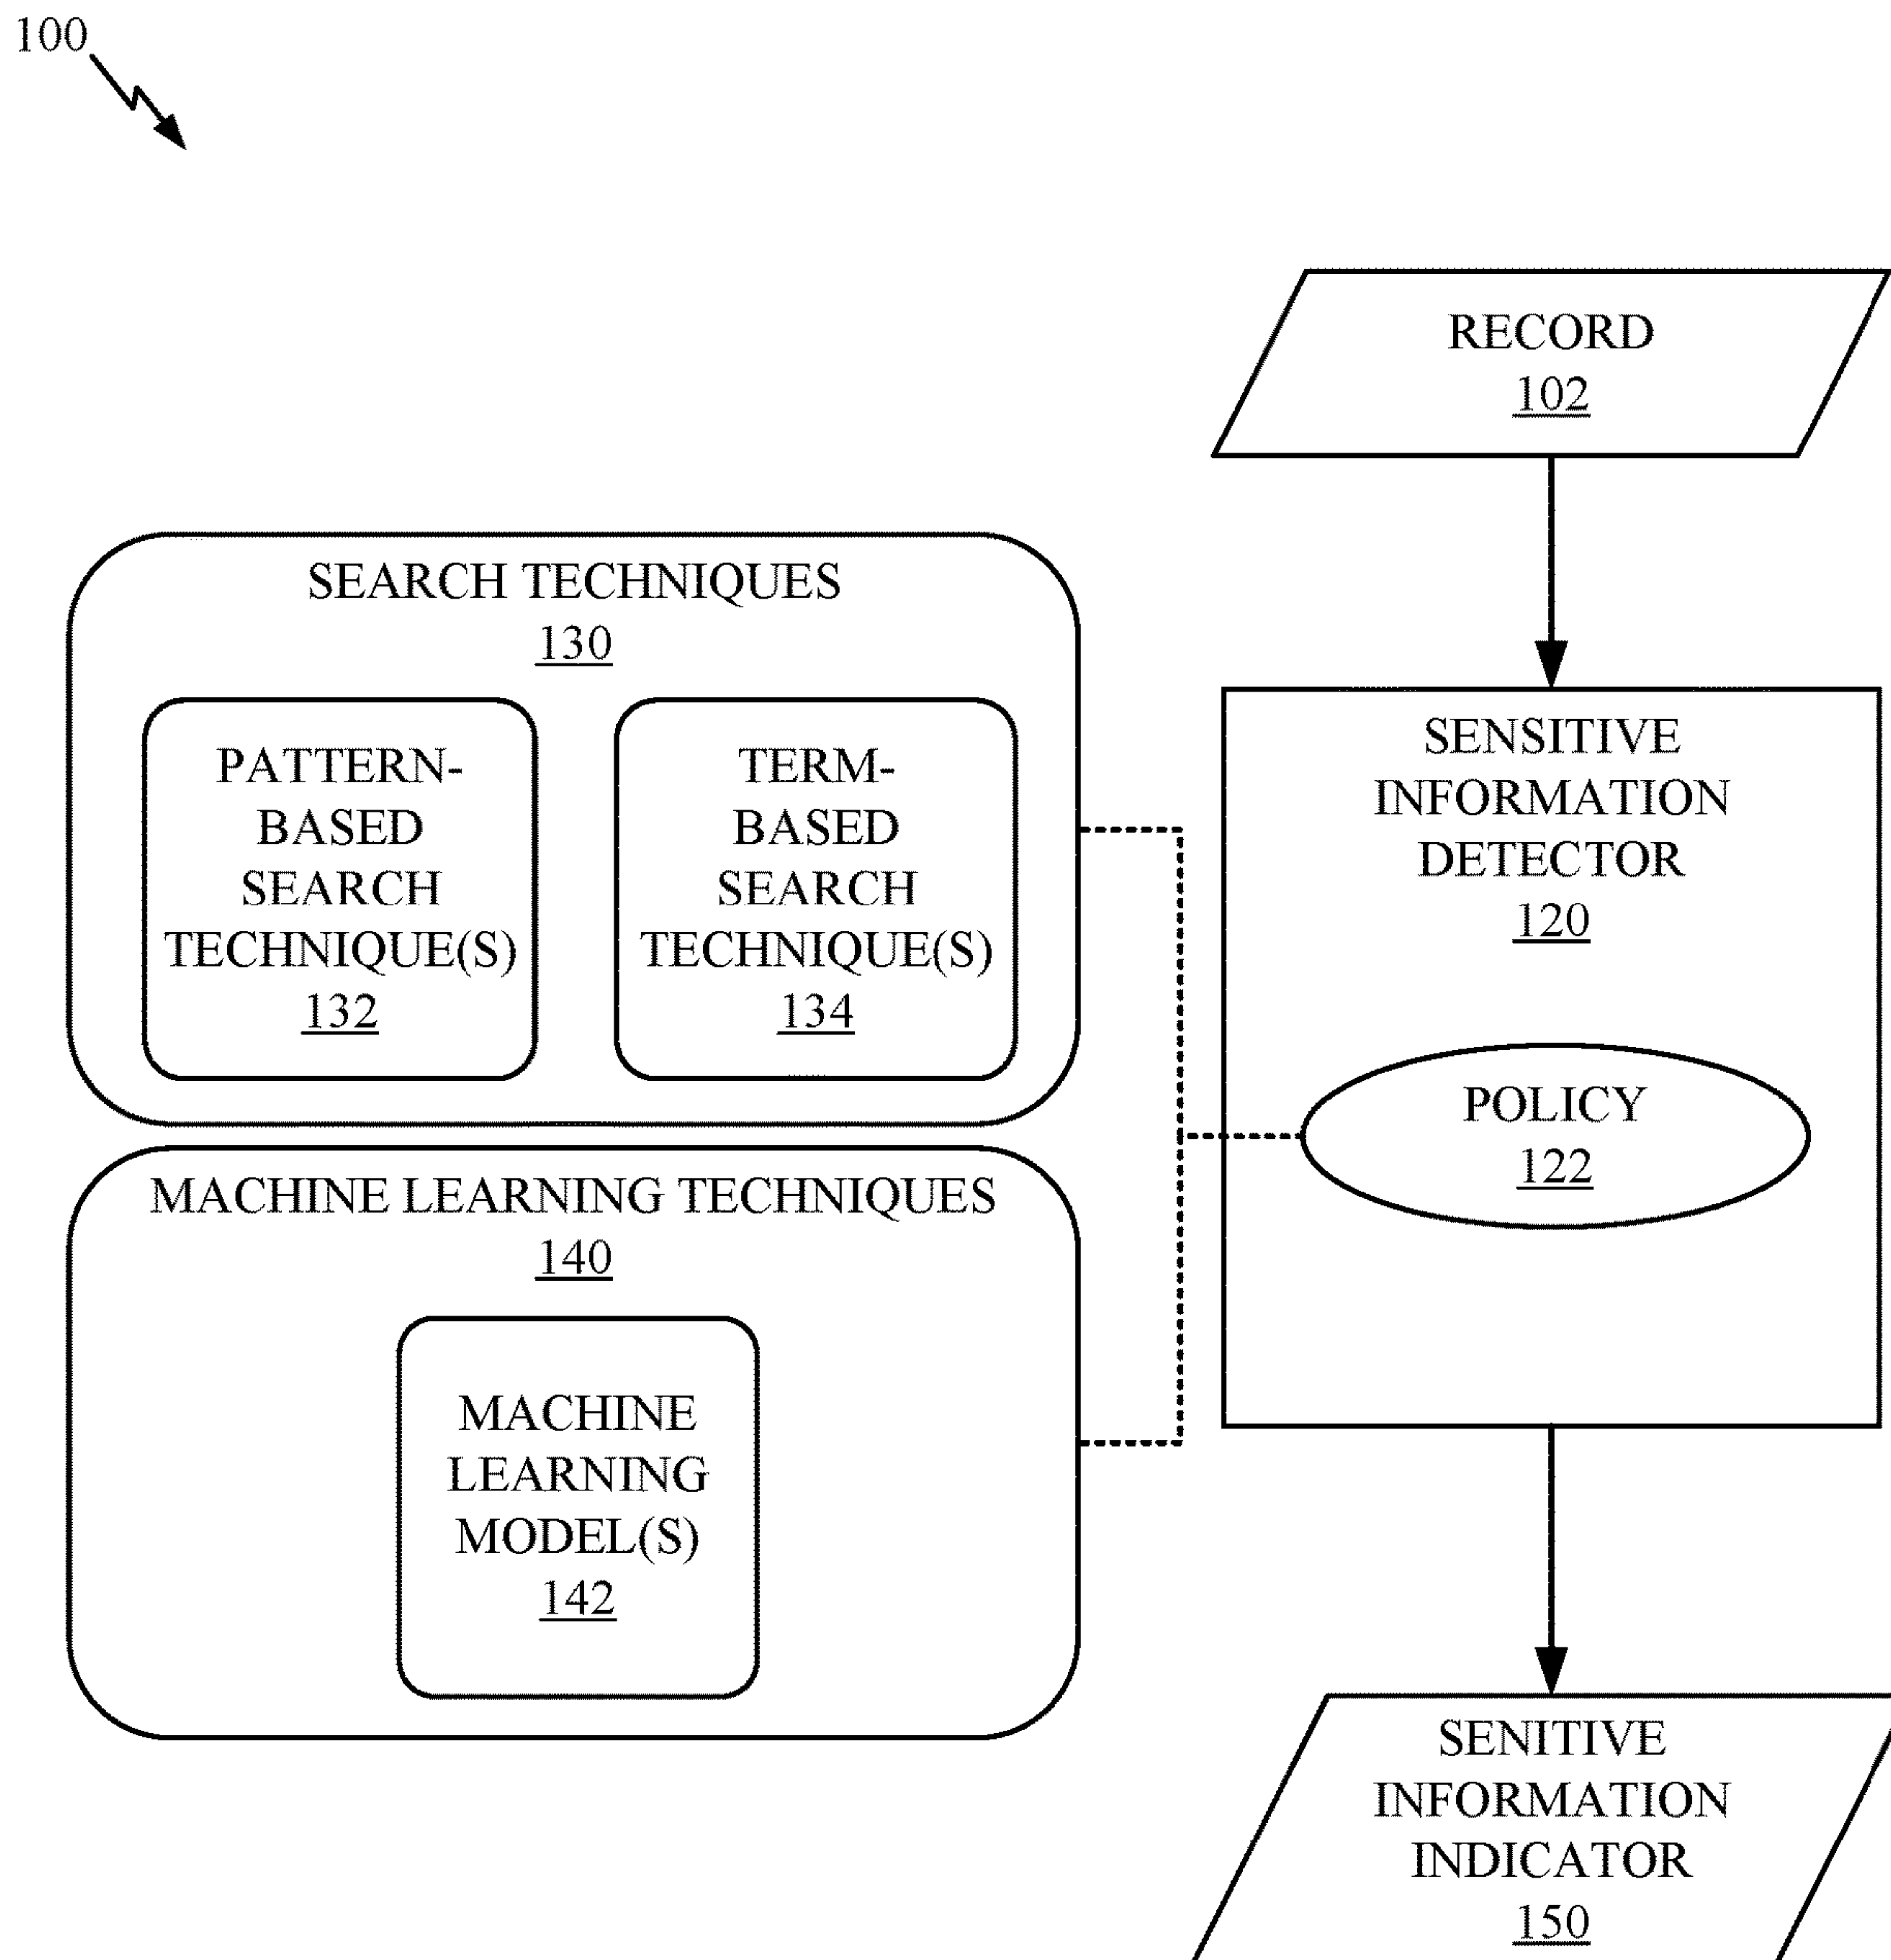 100
RECORD
102
SEARCH TECHNIQUES
130
PATTERN-
BASED
SEARCH
TECHNIQUE(S)
132
TERM-
BASED
SEARCH
TECHNIQUE(S)
134
SENSITIVE
INFORMATION
DETECTOR
120
POLICY
122
MACHINE LEARNING TECHNIQUES
140
MACHINE
LEARNING
MODEL(S)
142
SENITIVE
INFORMATION
INDICATOR
150